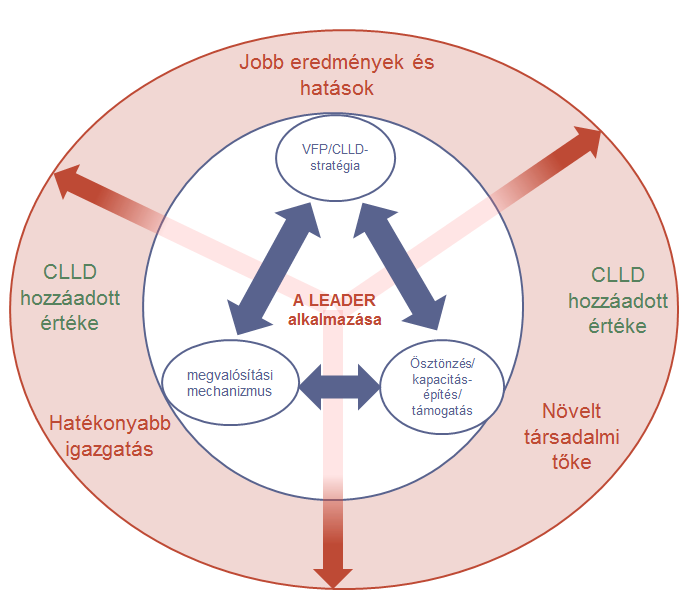 Jobb eredmények és
hatások
VFP/CLLD-
stratégia
CLLD
hozzáadott
értéke
A LEADER
alkalmazása
CLLD
hozzáadott
értéke
megvalósítási
mechanizmus
Ösztönzés/
kapacitás-
építés/
támogatás
Hatékonyabb
igazgatás
Növelt
társadalmi
tőke